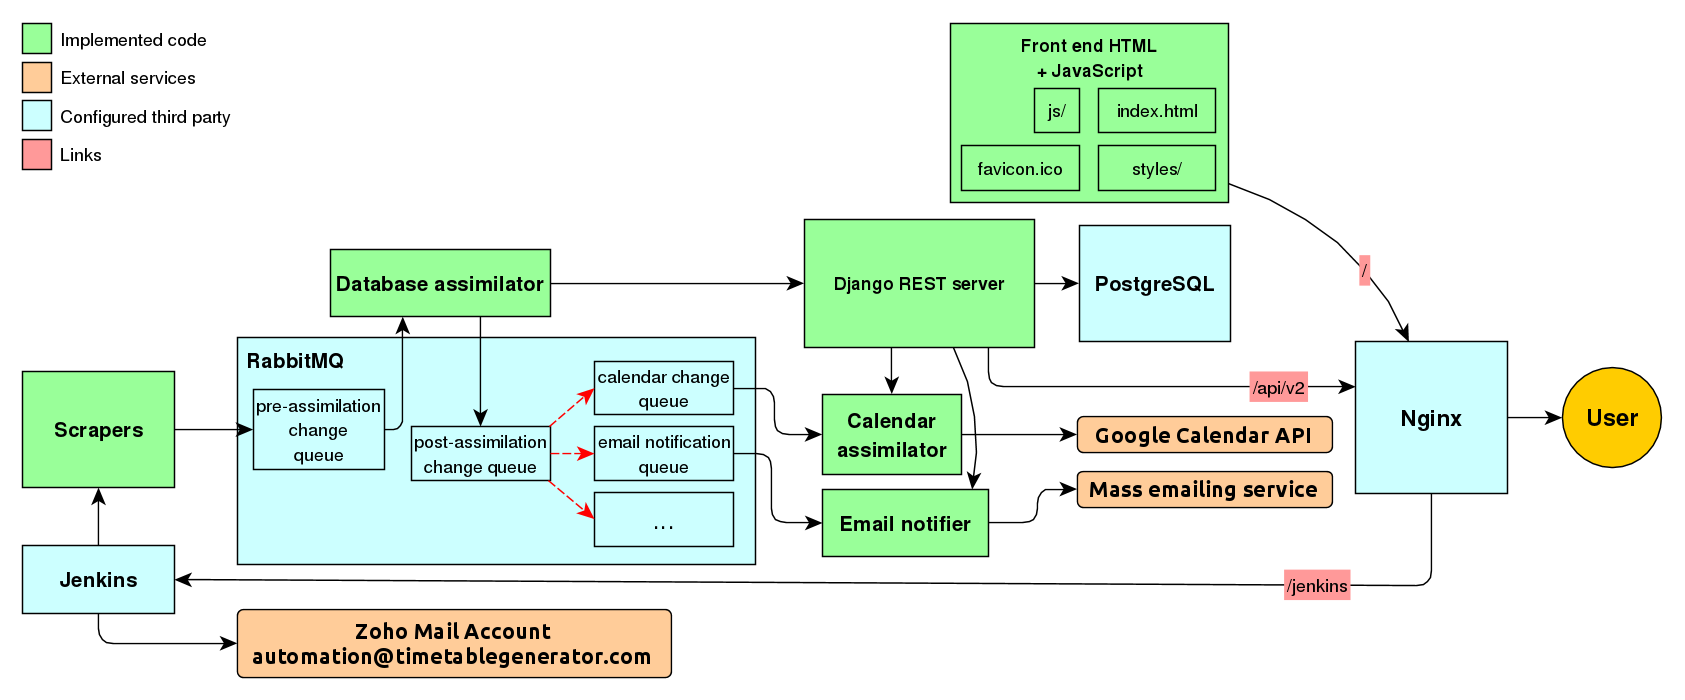 Implemented code
External services
Configured third party
Links
Front end HTML
+ JavaScript
js/
index.html
favicon.ico
styles/
/
Database assimilator
Django REST server
PostgreSQL
RabbitMQ
pre-assimilation
change
queue
post-assimilation
change queue
calendar change
queue
email notification
queue
...
Scrapers
Calendar
assimilator
Email notifier
/api/v2
Google Calendar API
Mass emailing service
Nginx
User
Jenkins
/jenkins
Zoho Mail Account
automation@timetablegenerator.com